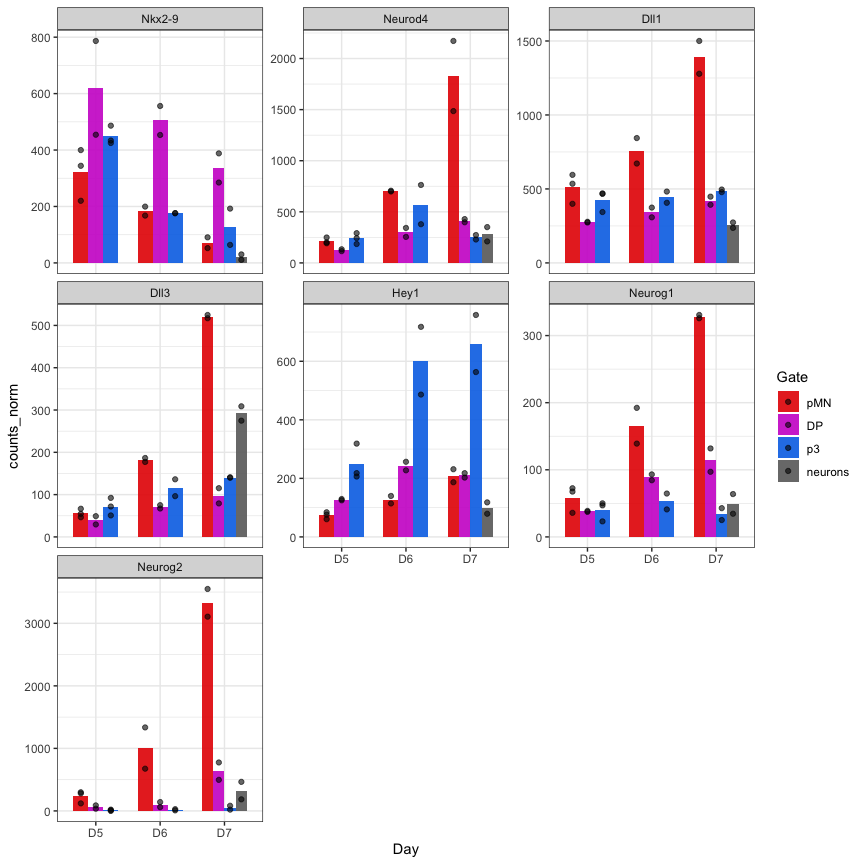 Nkx2-9
Neurod4
Dll1
800
600
400
200
0
2000
1500
1000
500
0
1500
1000
500
0
Dll3
Hey1
Neurog1
500
400
300
200
100
0
600
400
200
0
300
200
100
0
D5
D6
D7
D5
D6
D7
Neurog2
3000
2000
1000
0
D5
D6
D7
counts_norm
Day
Gate
pMN
DP
p3
neurons